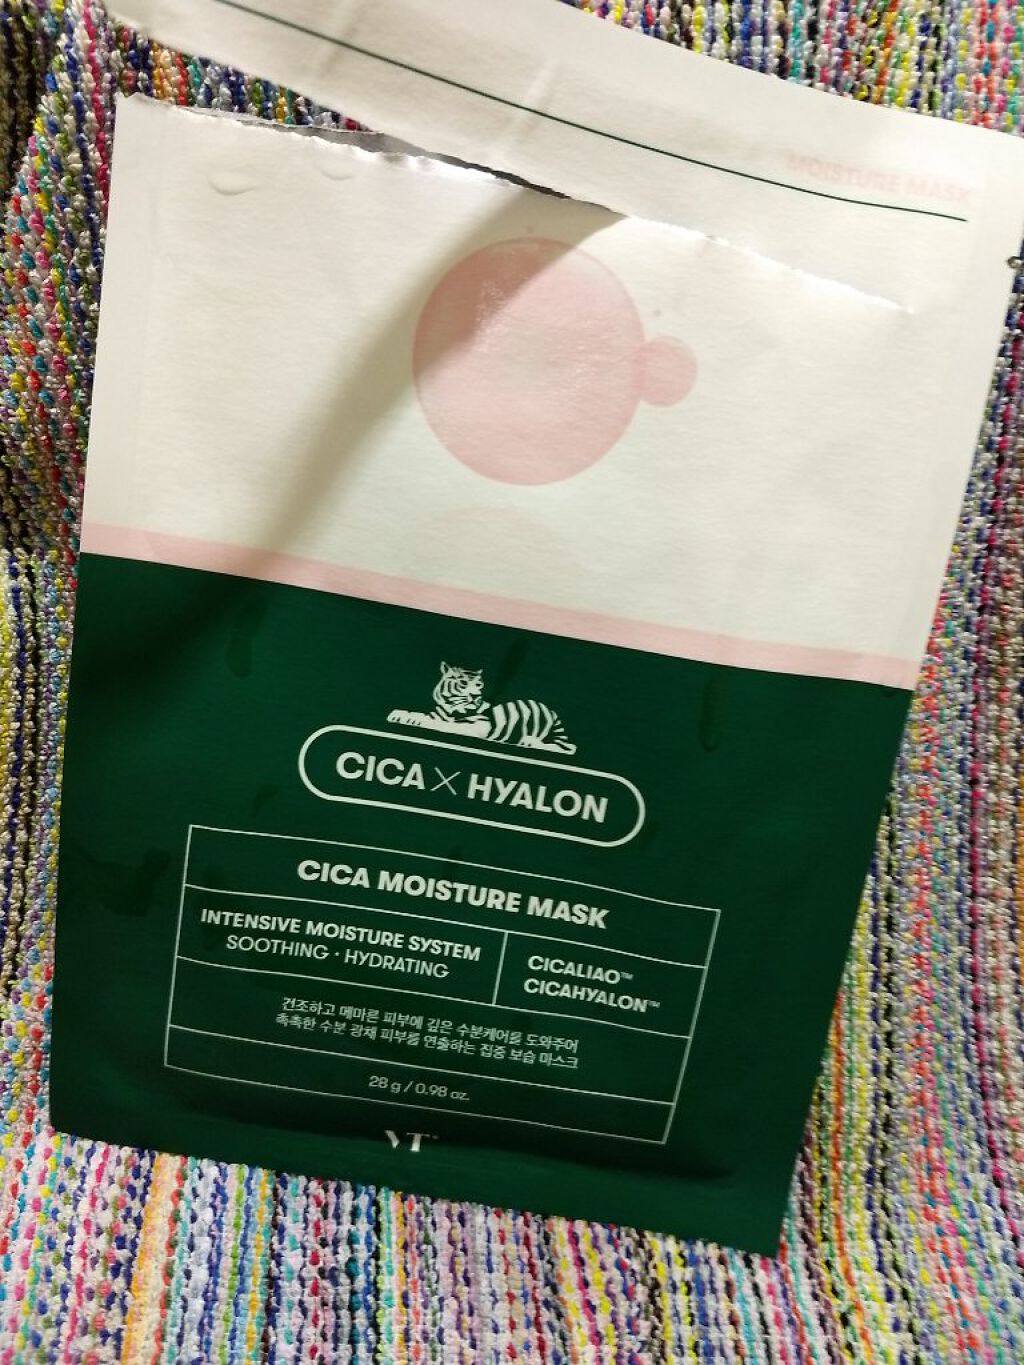 MOISTURE MASK
CICA X HYALON
CICA MOISTURE MASK
INTENSIVE MOISTURE SYSTEM
SOOTHING · HYDRATING
CICALIAO™
CICAHYALON™
건조하고 메마른 피부에 깊은 수분케어를 도와주어
촉촉한 수분 광채 피부를 연출하는 집중 보습 마스크
28 g / 0.98 oz.
VT